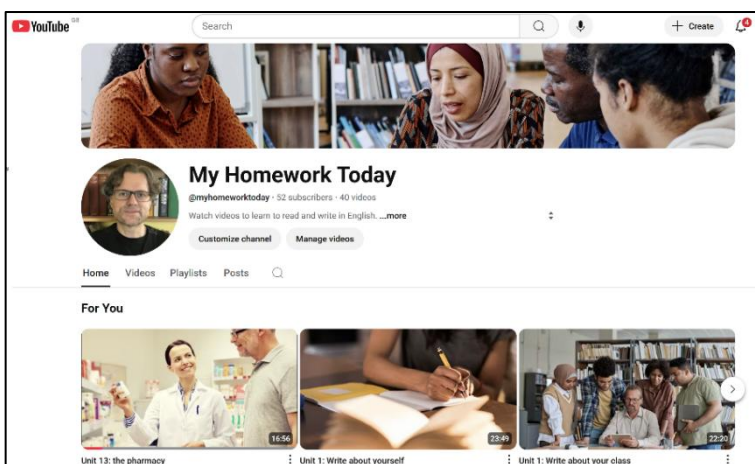 YouTube GB
Search
Create
4
My Homework Today
@myhomeworktoday · 52 subscribers · 40 videos
Watch videos to learn to read and write in English. ...more
Customize channel Manage videos
Home Videos Playlists Posts
For You
16:56 23:49 22:20
Unit 13: the pharmacy Unit 1: Write about yourself Unit 1: Write about your class